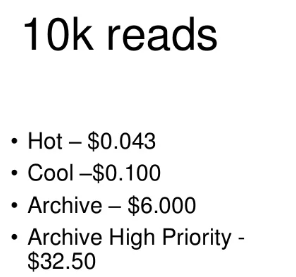 10k reads
• Hot – $0.043
• Cool –$0.100
• Archive – $6.000
• Archive High Priority -
$32.50